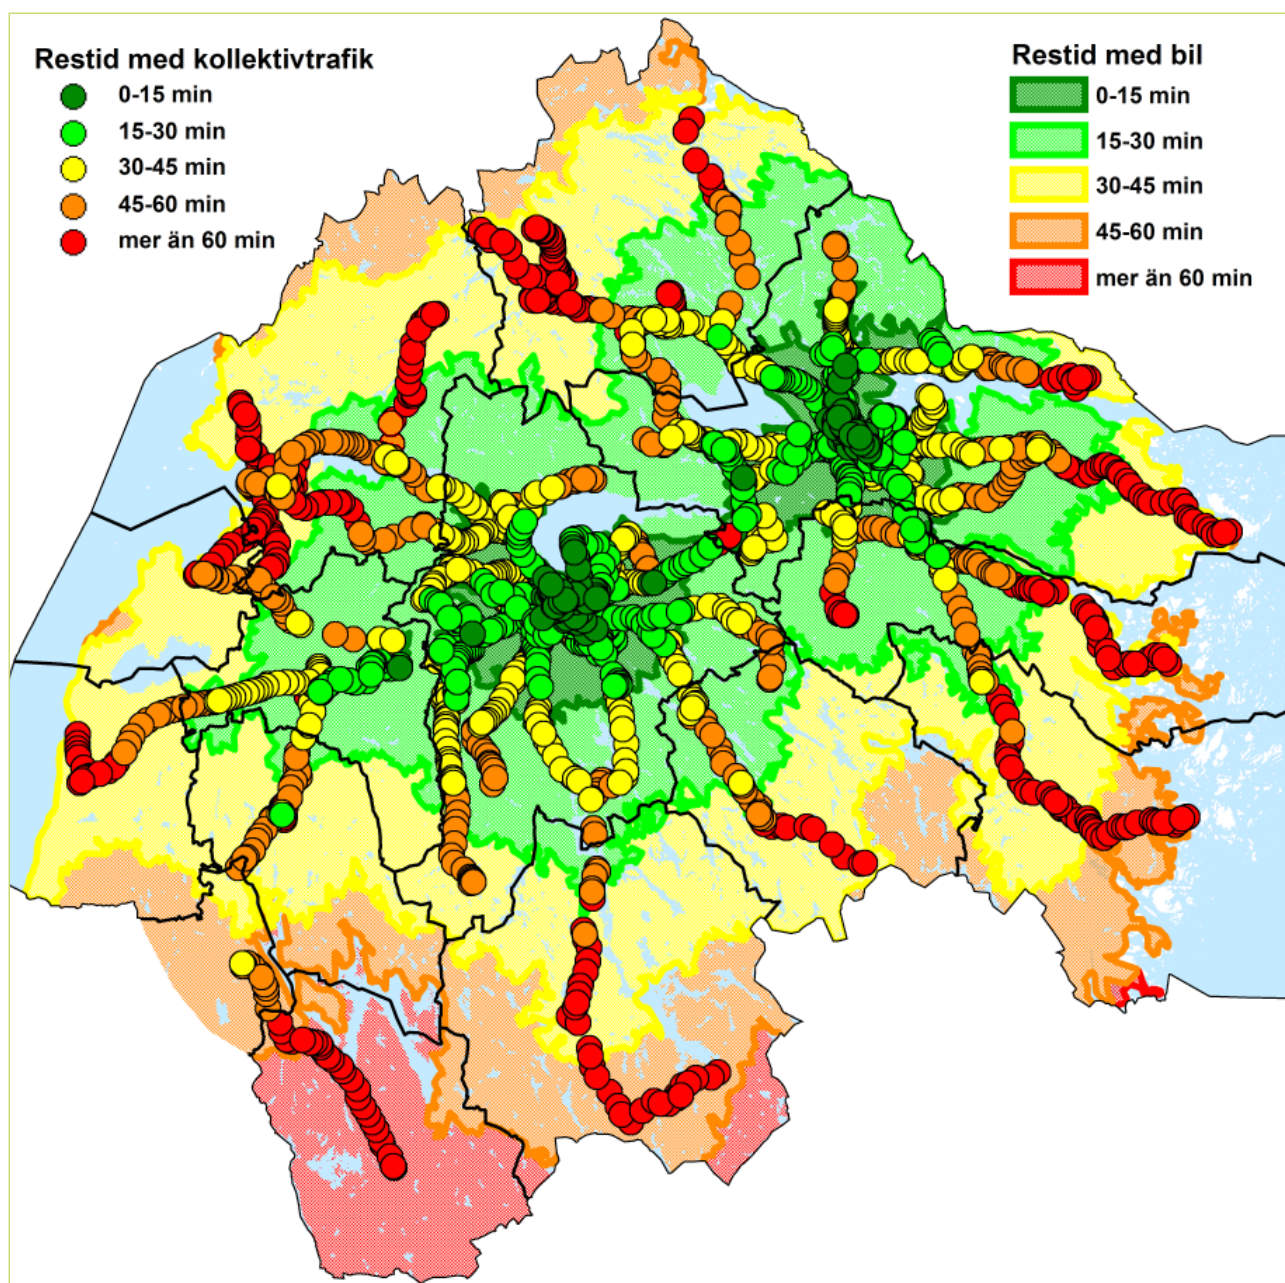 Restid med kollektivtrafik
0-15 min
15-30 min
30-45 min
45-60 min
mer än 60 min
Restid med bil
0-15 min
15-30 min
30-45 min
45-60 min
mer än 60 min